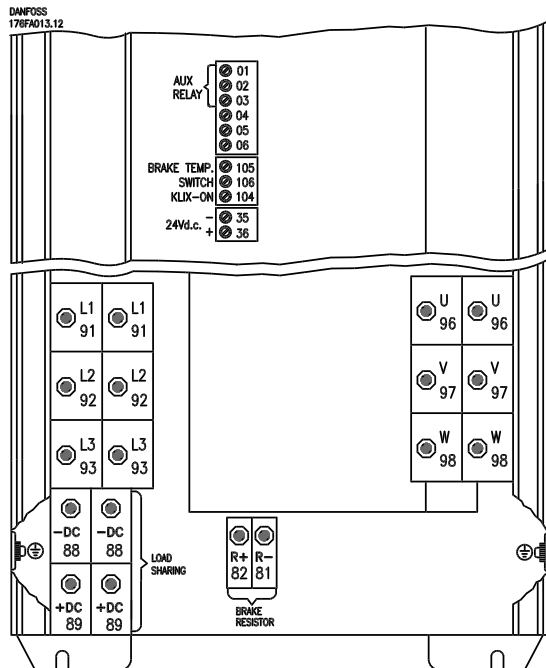 DANFOSS
176FA013.12
AUX
RELAY
01
02
03
04
05
06
BRAKE TEMP.
SWITCH
KLIX-ON
105
106
104
24Vd.c.
- 35
+ 36
L1 91
L1 91
L2 92
L2 92
L3 93
L3 93
U 96
U 96
V 97
V 97
W 98
W 98
-DC 88
-DC 88
+DC 89
+DC 89
LOAD
SHARING
R+ 82
R- 81
BRAKE
RESISTOR